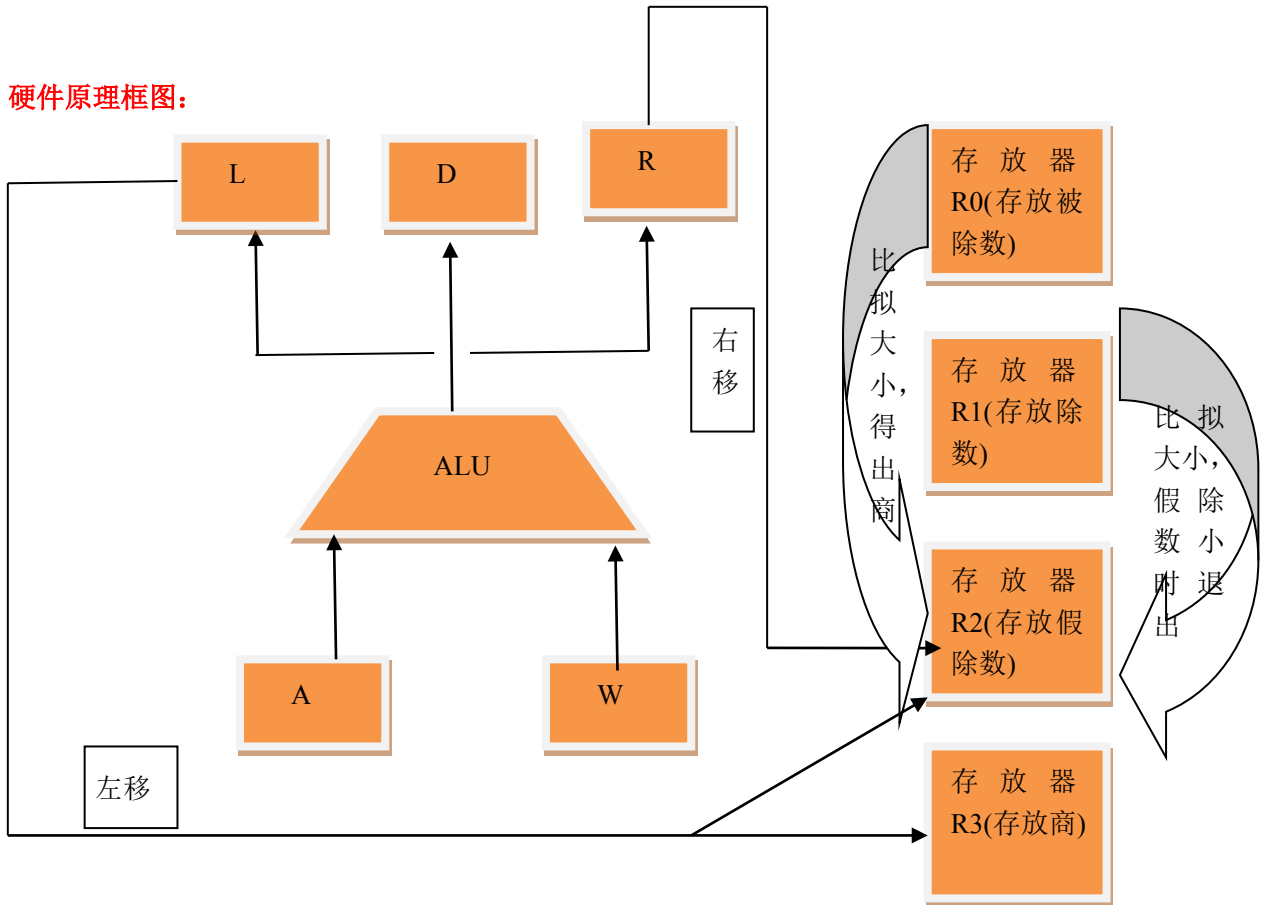 硬件原理框图：
L
D
R
存放器
R0(存放被
除数)
比
拟
大
小，
得
出
商
右
移
存放器
R1(存放除
数)
比拟
大小，
假除
数小
时退
出
ALU
存放器
R2(存放假
除数)
A
W
左移
存放器
R3(存放商)